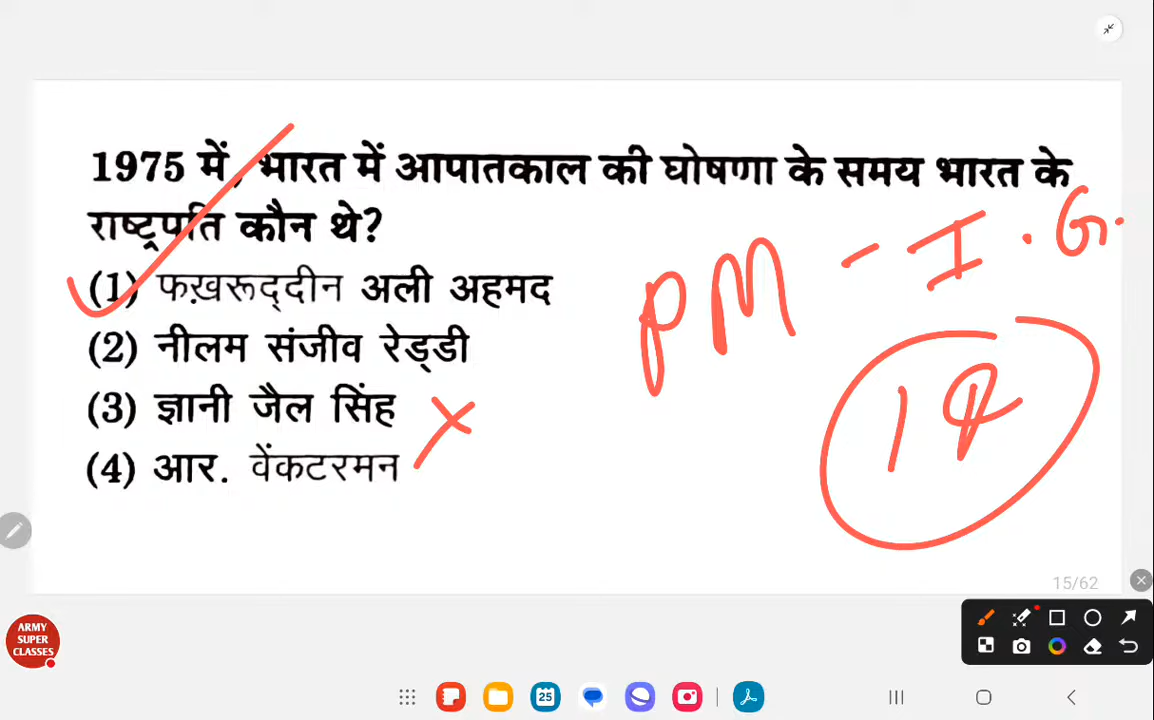 1975 में, भारत में आपातकाल की घोषणा के समय भारत के
राष्ट्रपति कौन थे?
(1) फख़रूद्दीन अली अहमद
(2) नीलम संजीव रेड्डी
(3) ज्ञानी जैल सिंह
(4) आर. वेंकटरमन
PM - I. G.
15/62
ARMY
SUPER
CLASSES
25